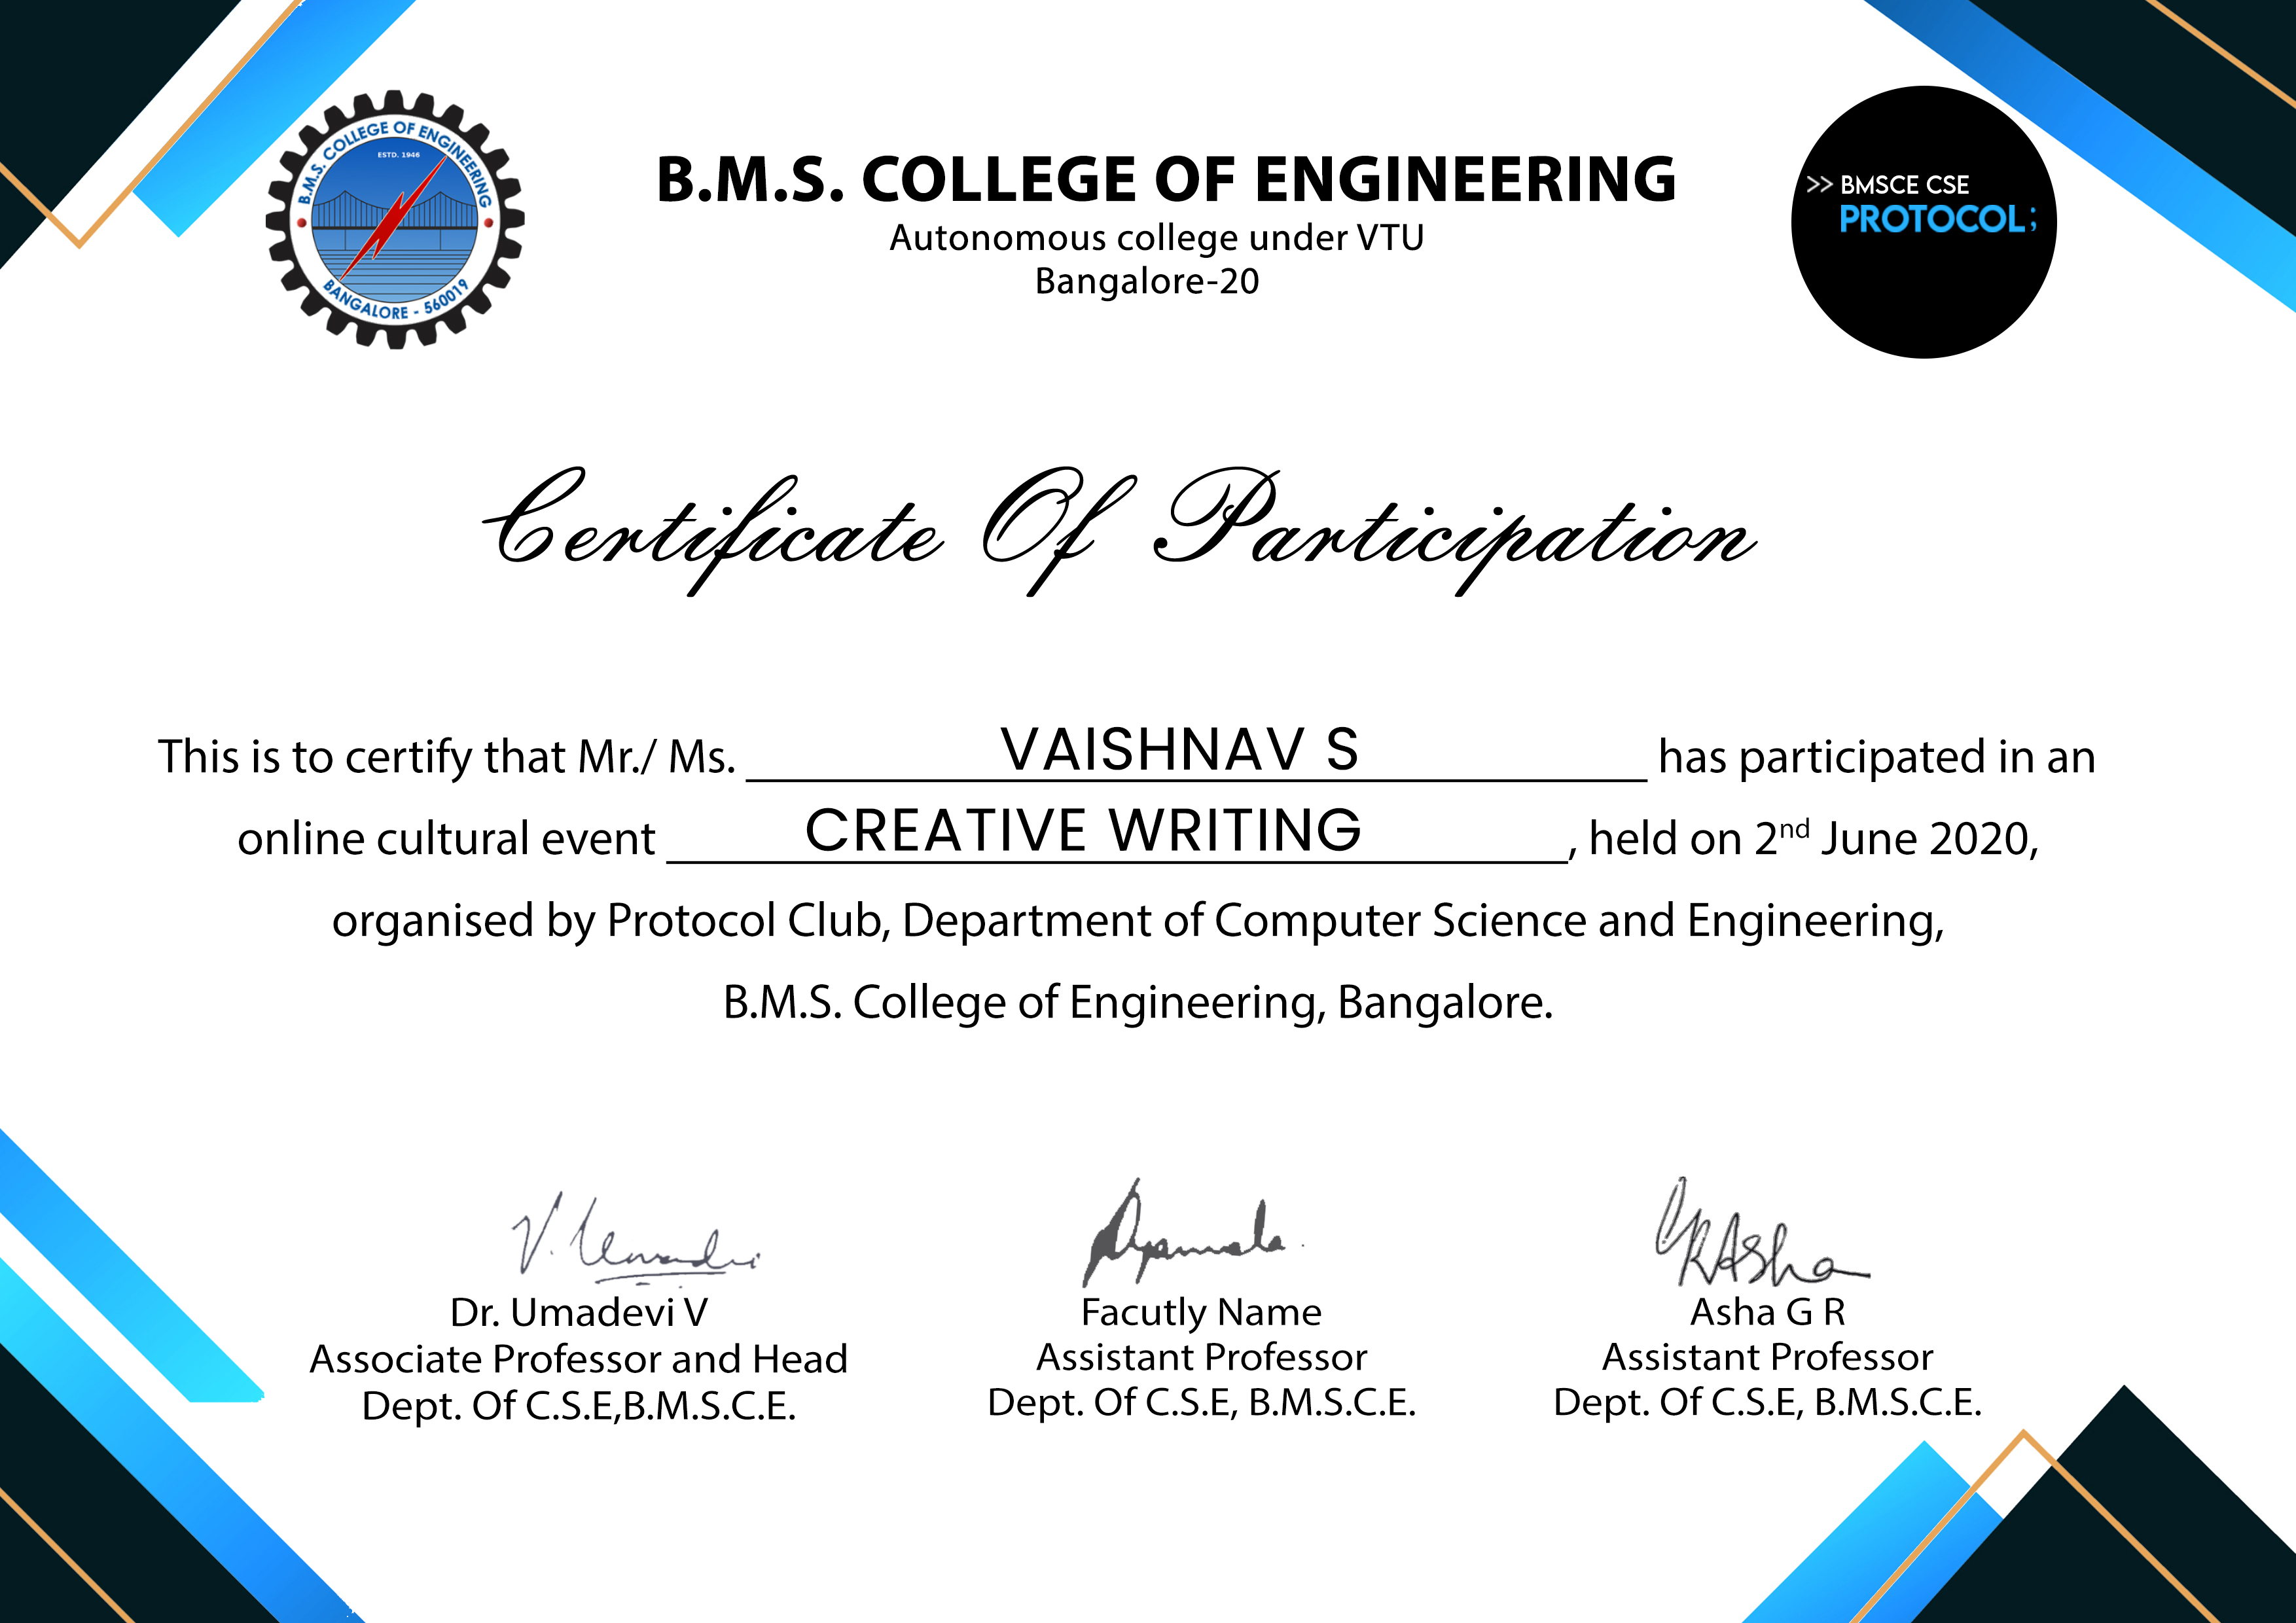 B.M.S. COLLEGE OF ENGINEERING
ESTD. 1946
BANGALORE - 560019
B.M.S. COLLEGE OF ENGINEERING
Autonomous college under VTU
Bangalore-20
>> BMSCE CSE
PROTOCOL;
Certificate Of Participation
This is to certify that Mr./ Ms. VAISHNAV S has participated in an
online cultural event CREATIVE WRITING, held on 2nd June 2020,
organised by Protocol Club, Department of Computer Science and Engineering,
B.M.S. College of Engineering, Bangalore.
V. Umadevi
Dr. Umadevi V
Associate Professor and Head
Dept. Of C.S.E,B.M.S.C.E.
Facutly Name
Assistant Professor
Dept. Of C.S.E, B.M.S.C.E.
GRAsha
Asha G R
Assistant Professor
Dept. Of C.S.E, B.M.S.C.E.